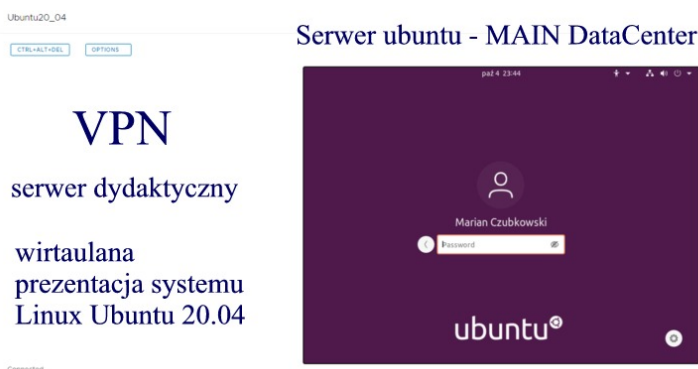 Ubuntu20_04
CTRL+ALT+DEL OPTIONS
Serwer ubuntu - MAIN DataCenter
paź 4 23:44
VPN
serwer dydaktyczny
wirtaulana
prezentacja systemu
Linux Ubuntu 20.04
Marian Czubkowski
Password
ubuntu
Connected